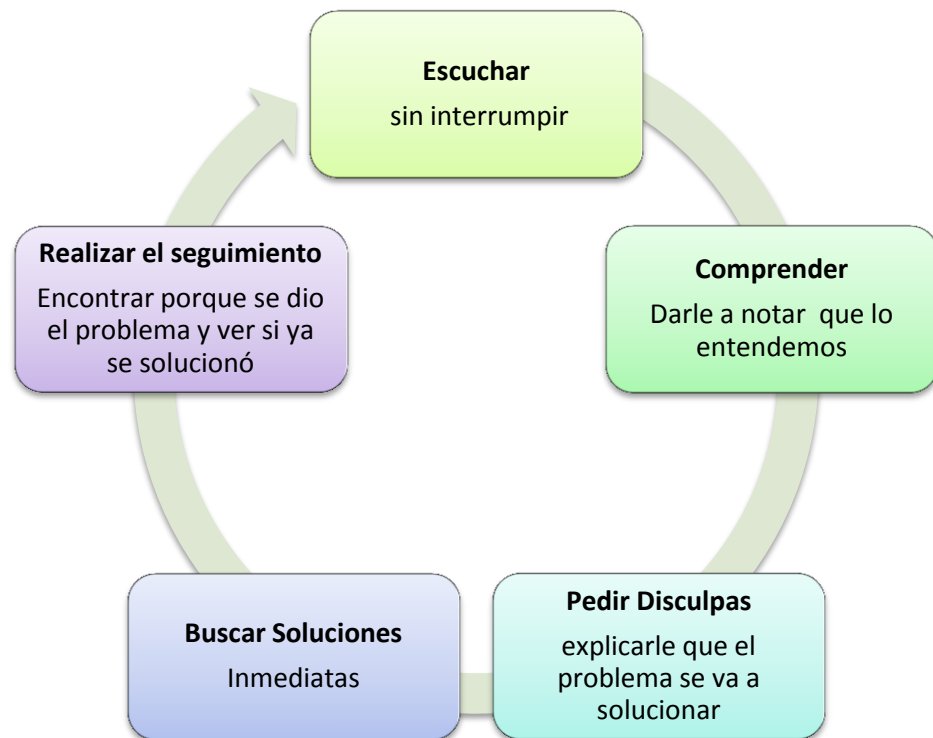 Escuchar
sin interrumpir
Comprender
Darle a notar que lo
entendemos
Pedir Disculpas
explicarle que el
problema se va a
solucionar
Buscar Soluciones
Inmediatas
Realizar el seguimiento
Encontrar porque se dio
el problema y ver si ya
se solucionó